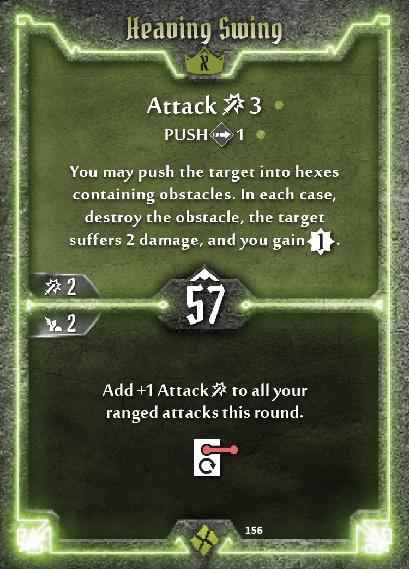 Heaving Swing
X
Attack 3
PUSH 1
You may push the target into hexes
containing obstacles. In each case,
destroy the obstacle, the target
suffers 2 damage, and you gain 1.
2
57
2
Add +1 Attack to all your
ranged attacks this round.
156